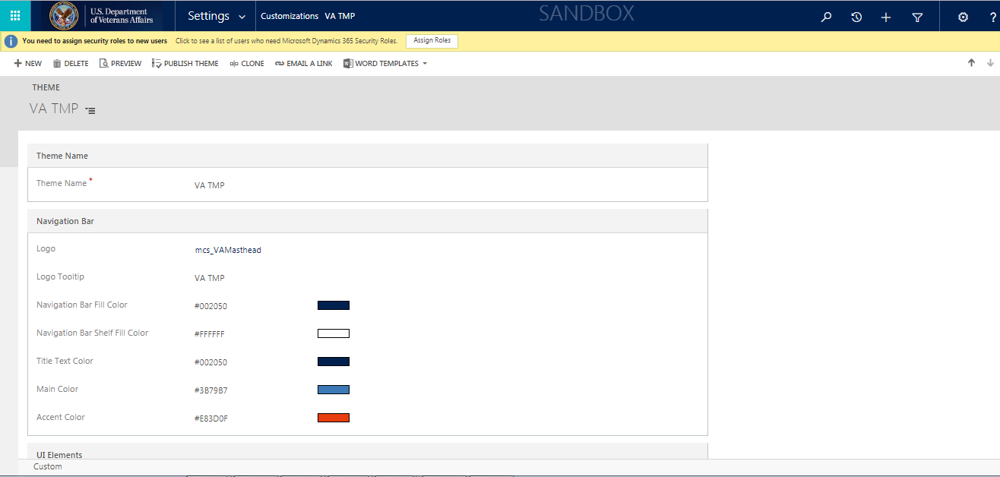 U.S. Department
of Veterans Affairs
Settings
Customizations VA TMP
SANDBOX
?
You need to assign security roles to new users Click to see a list of users who need Microsoft Dynamics 365 Security Roles. Assign Roles
NEW DELETE PREVIEW PUBLISH THEME CLONE EMAIL A LINK WORD TEMPLATES
THEME
VA TMP
Theme Name
Theme Name * VA TMP
Navigation Bar
Logo mcs_VAMasthead
Logo Tooltip VA TMP
Navigation Bar Fill Color #002050
Navigation Bar Shelf Fill Color #FFFFFF
Title Text Color #002050
Main Color #3B79B7
Accent Color #E83D0F
UI Elements
Custom